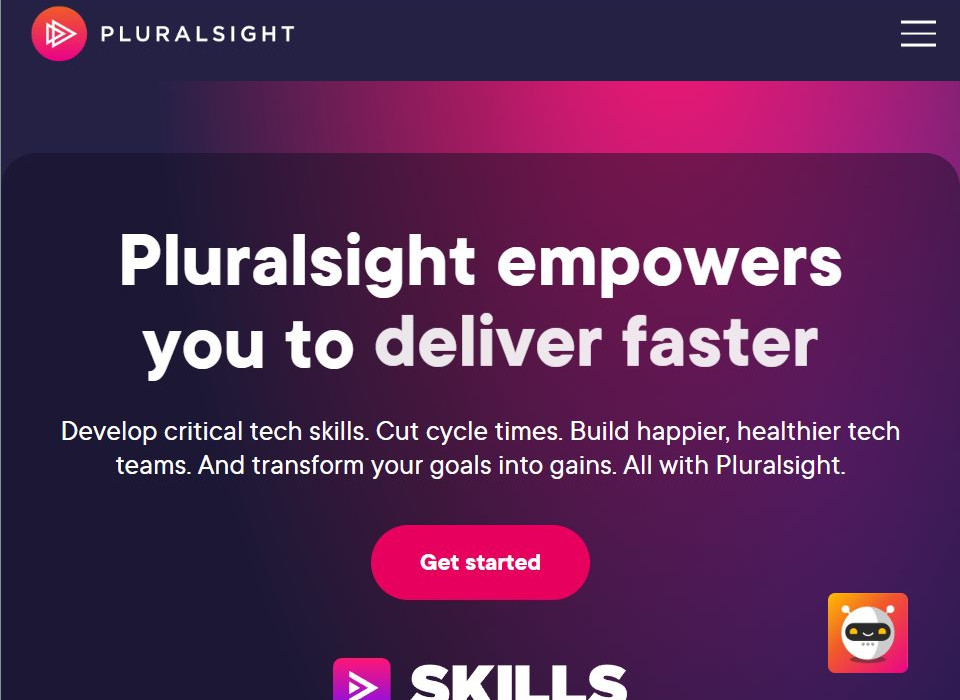 PLURALSIGHT
Pluralsight empowers
you to deliver faster
Develop critical tech skills. Cut cycle times. Build happier, healthier tech
teams. And transform your goals into gains. All with Pluralsight.
Get started
SKILLS